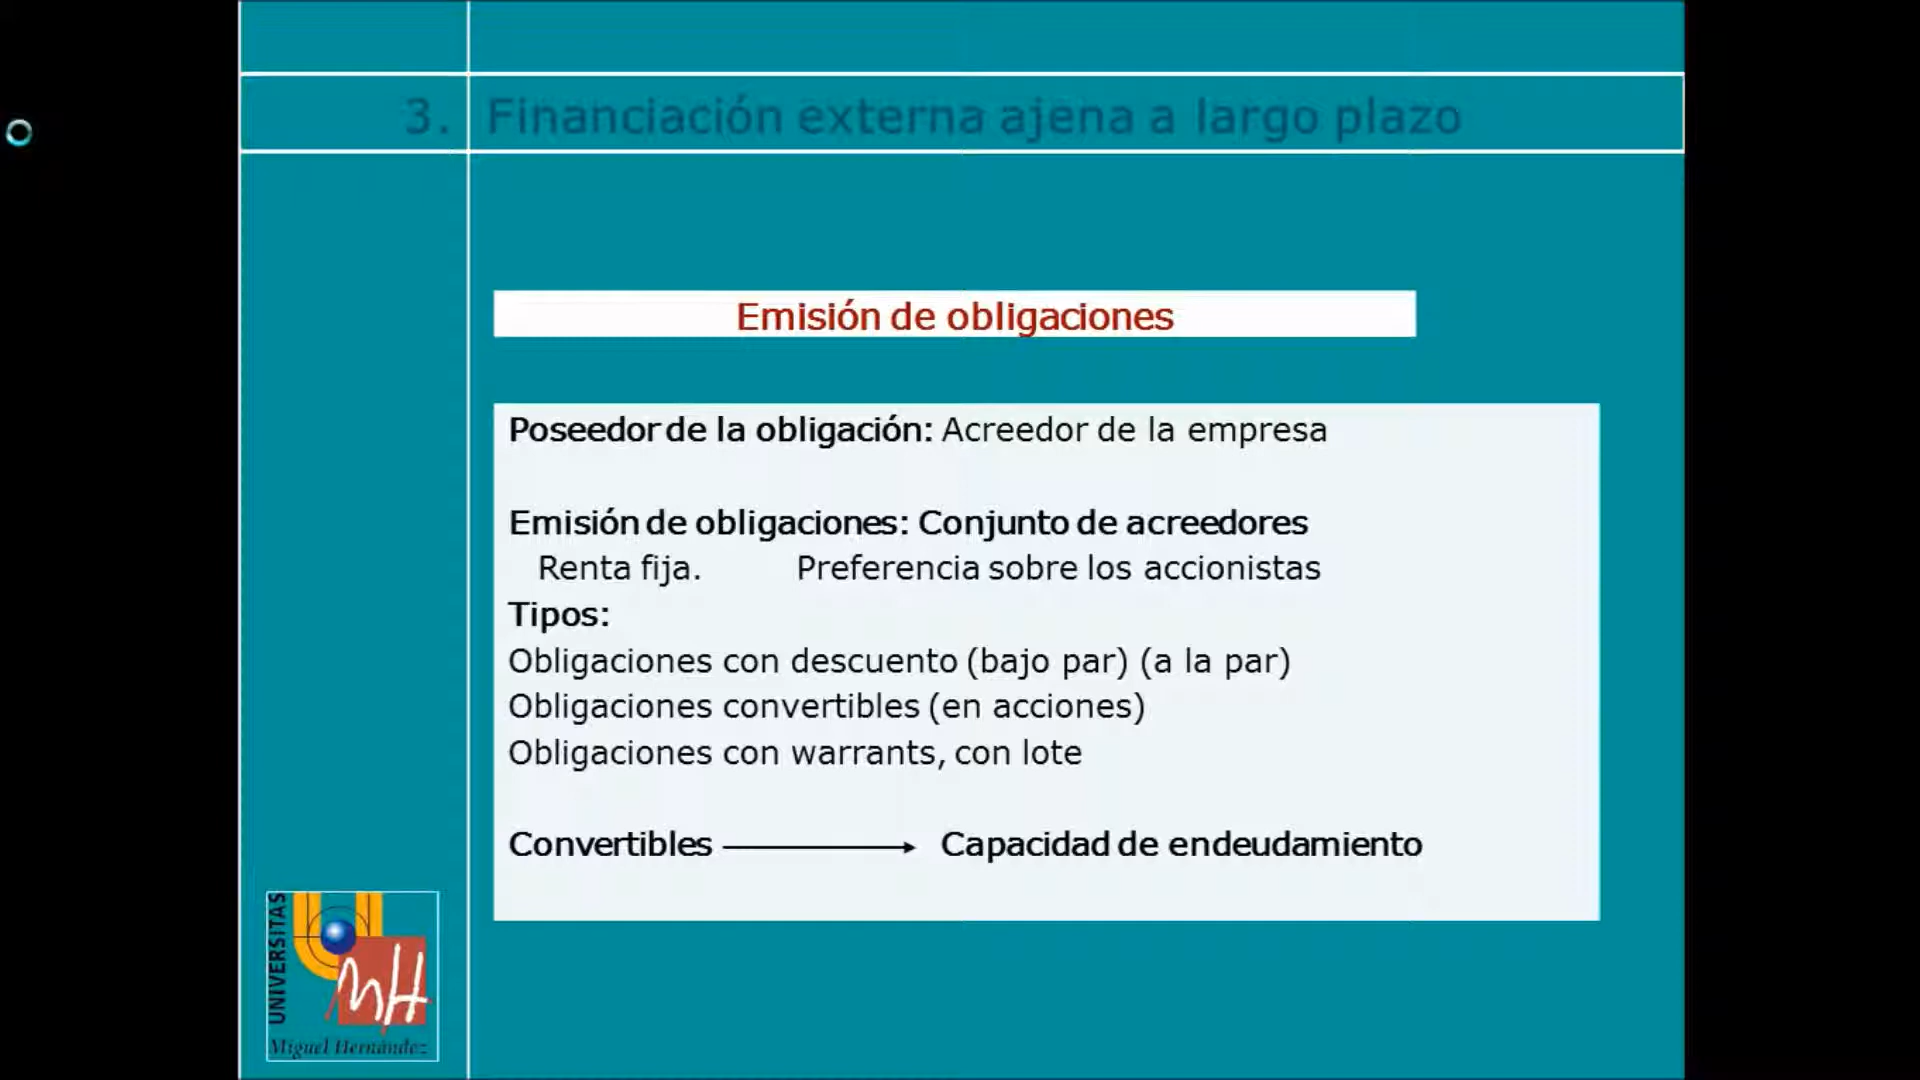 3. Financiación externa ajena a largo plazo
Emisión de obligaciones
Poseedor de la obligación: Acreedor de la empresa
Emisión de obligaciones: Conjunto de acreedores
Renta fija. Preferencia sobre los accionistas
Tipos:
Obligaciones con descuento (bajo par) (a la par)
Obligaciones convertibles (en acciones)
Obligaciones con warrants, con lote
Convertibles Capacidad de endeudamiento
UNIVERSITAS
MH
Miguel Hernández